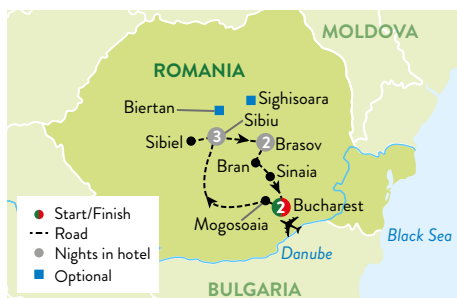 MOLDOVA
ROMANIA
Biertan
Sighisoara
Sibiu
3
Sibiel
2
Brasov
Bran
Sinaia
2
Bucharest
Mogosoaia
Start/Finish
Road
Nights in hotel
Optional
Danube
Black Sea
BULGARIA